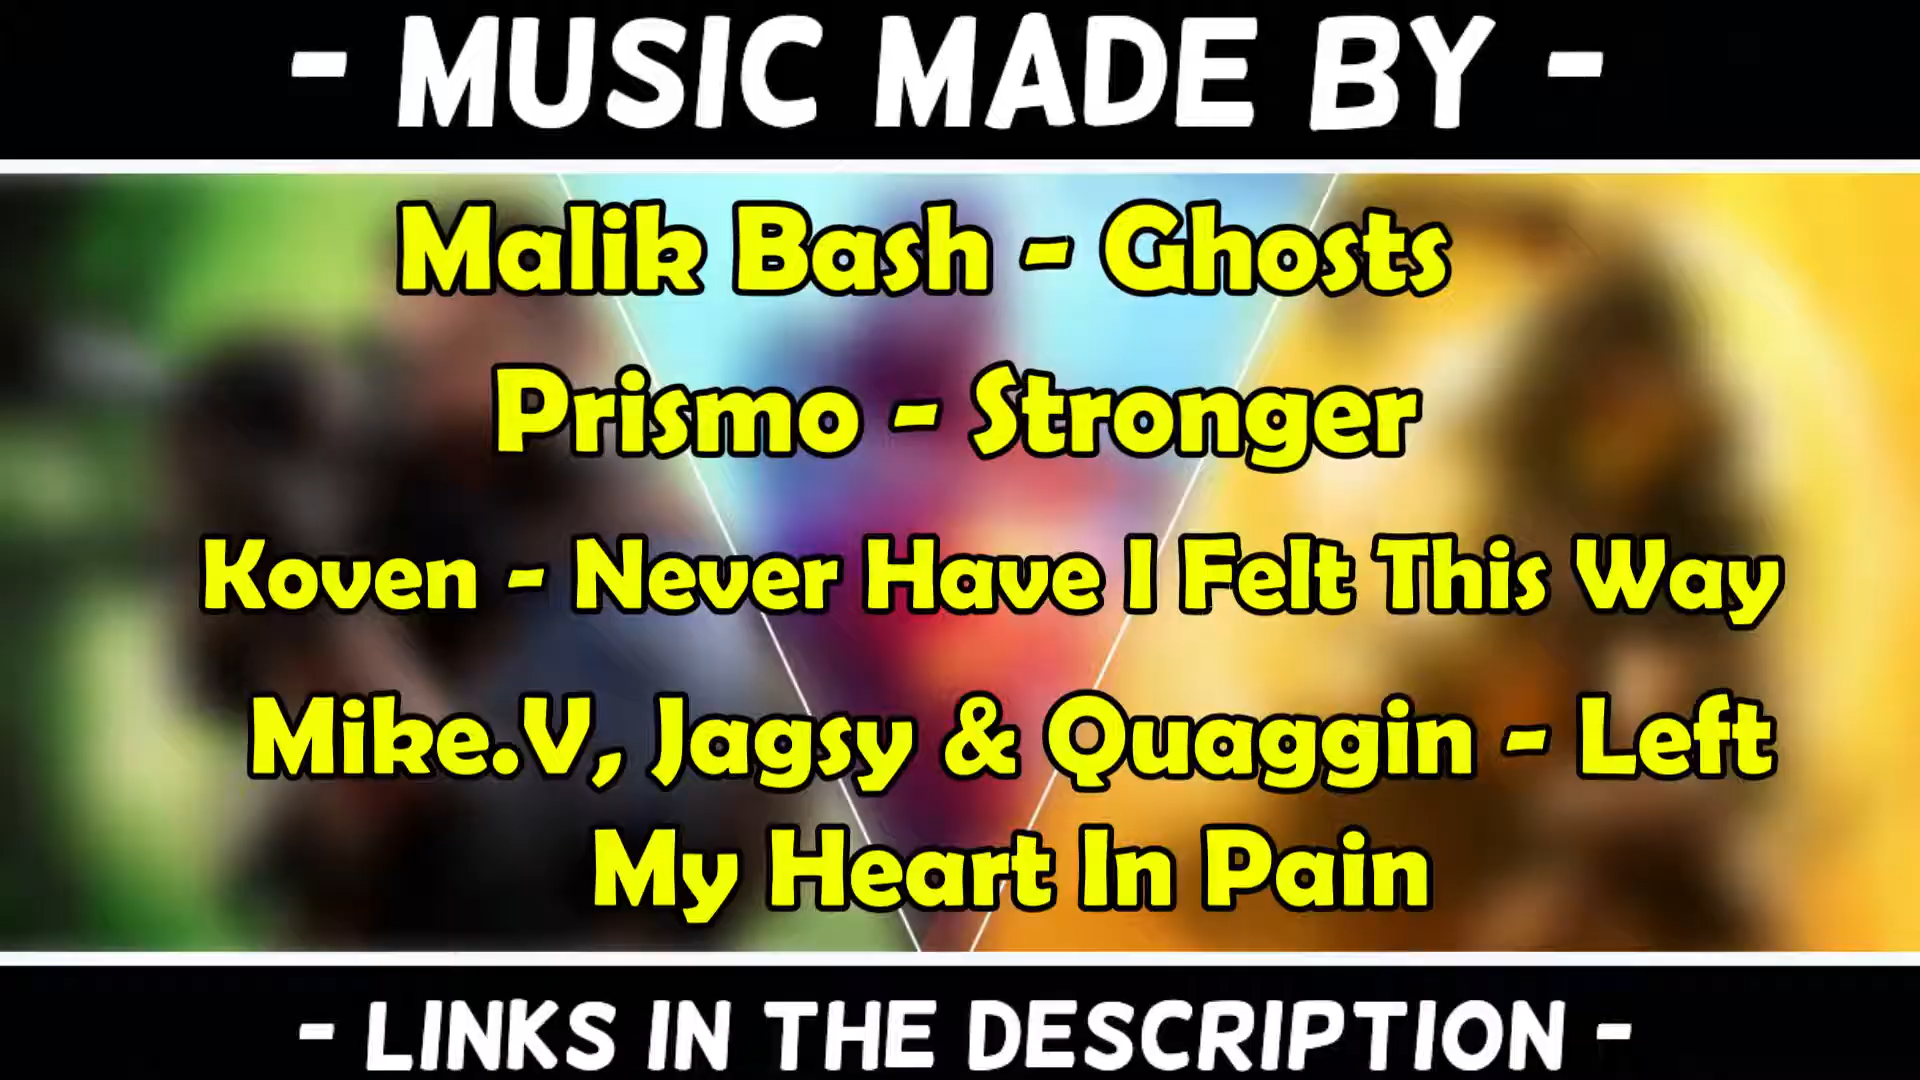 - MUSIC MADE BY -
Malik Bash - Ghosts
Prismo - Stronger
Koven - Never Have I Felt This Way
Mike.V, Jagsy & Quaggin - Left
My Heart In Pain
- LINKS IN THE DESCRIPTION -